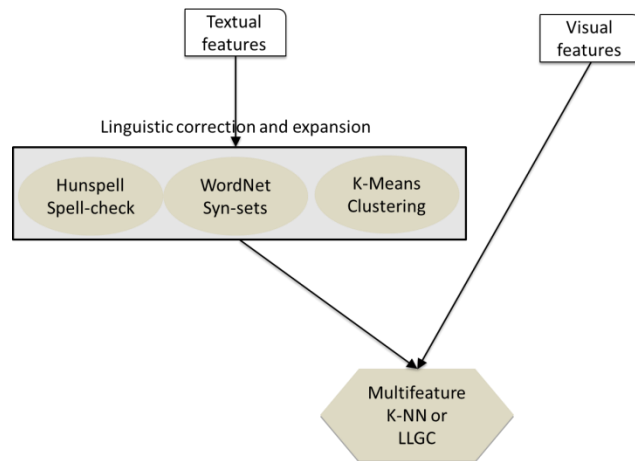 Textual
features
Visual
features
Linguistic correction and expansion
Hunspell
Spell-check
WordNet
Syn-sets
K-Means
Clustering
Multifeature
K-NN or
LLGC